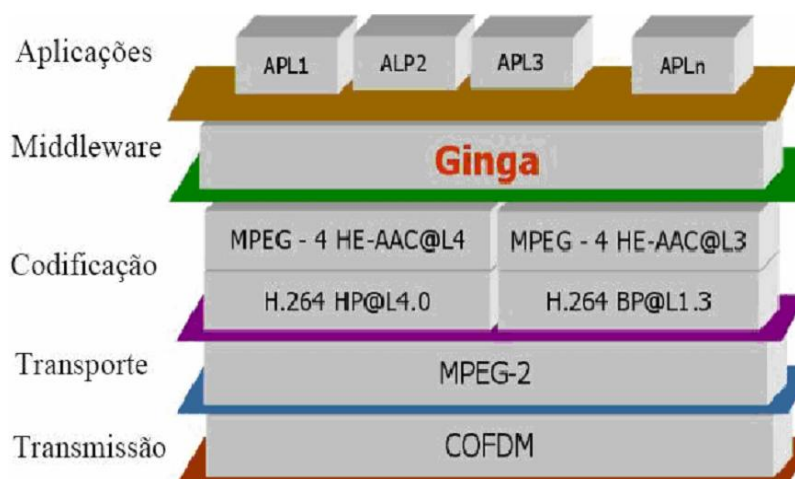 Aplicações
APL1 ALP2 APL3 APLn
Middleware
Ginga
Codificação
MPEG - 4 HE-AAC@L4 MPEG - 4 HE-AAC@L3
H.264 HP@L4.0 H.264 BP@L1.3
Transporte
MPEG-2
Transmissão
COFDM